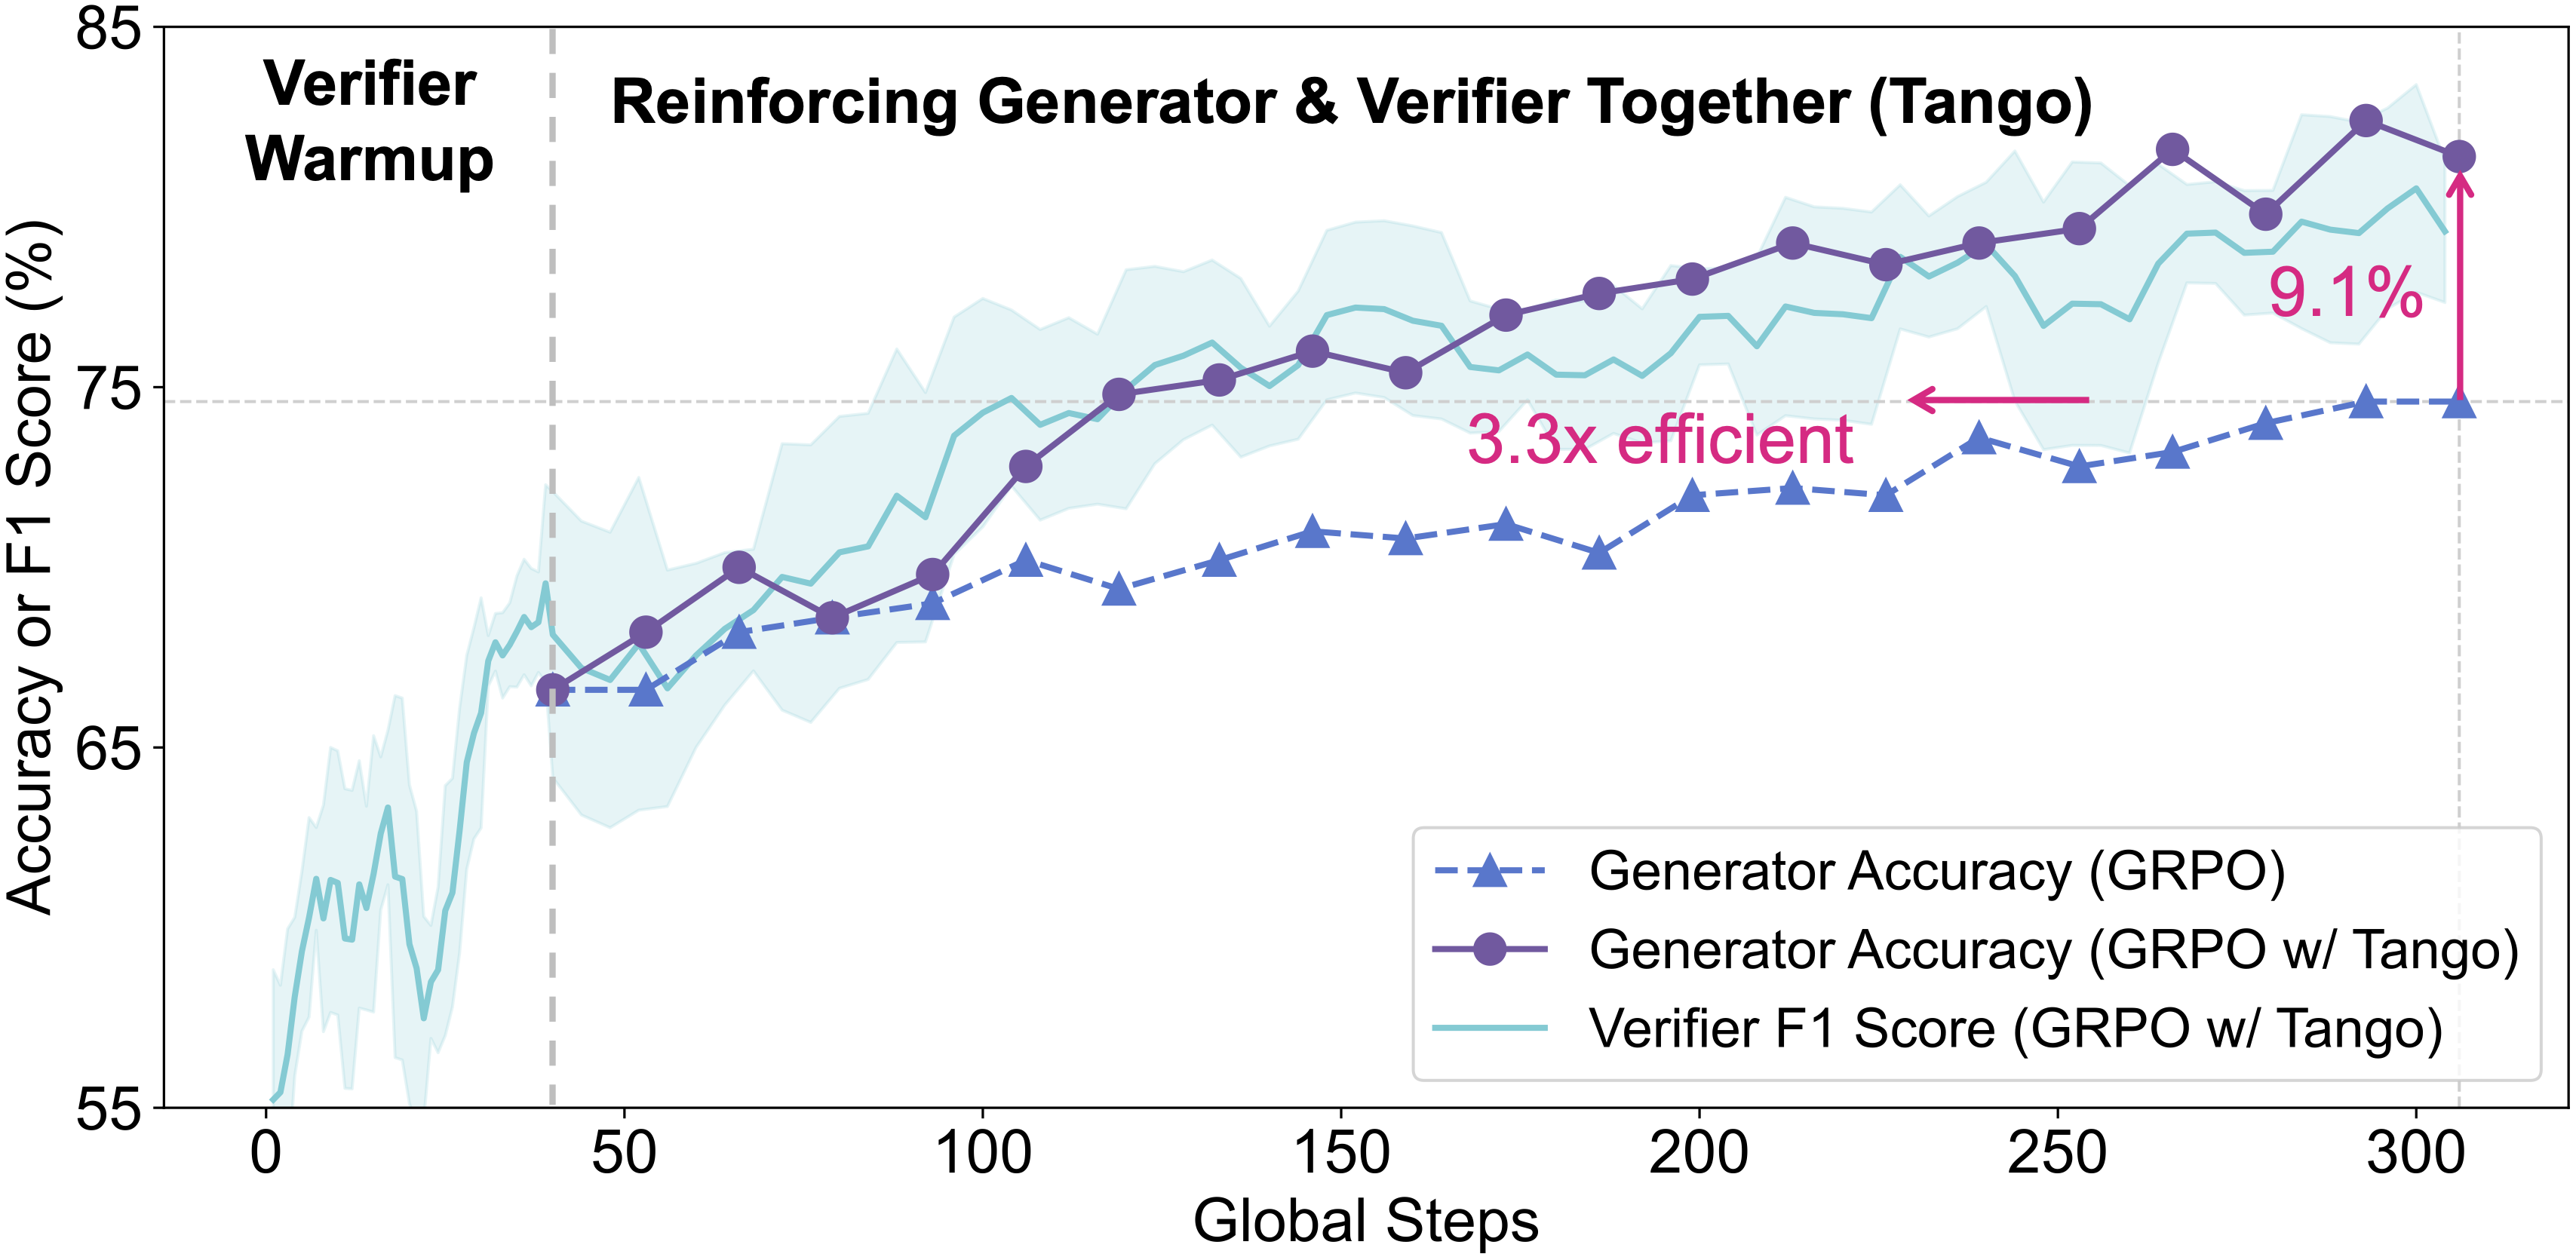 Accuracy or F1 Score (%)
85
75
65
55
Verifier
Warmup
Reinforcing Generator & Verifier Together (Tango)
9.1%
3.3x efficient
Generator Accuracy (GRPO)
Generator Accuracy (GRPO w/ Tango)
Verifier F1 Score (GRPO w/ Tango)
0 50 100 150 200 250 300
Global Steps